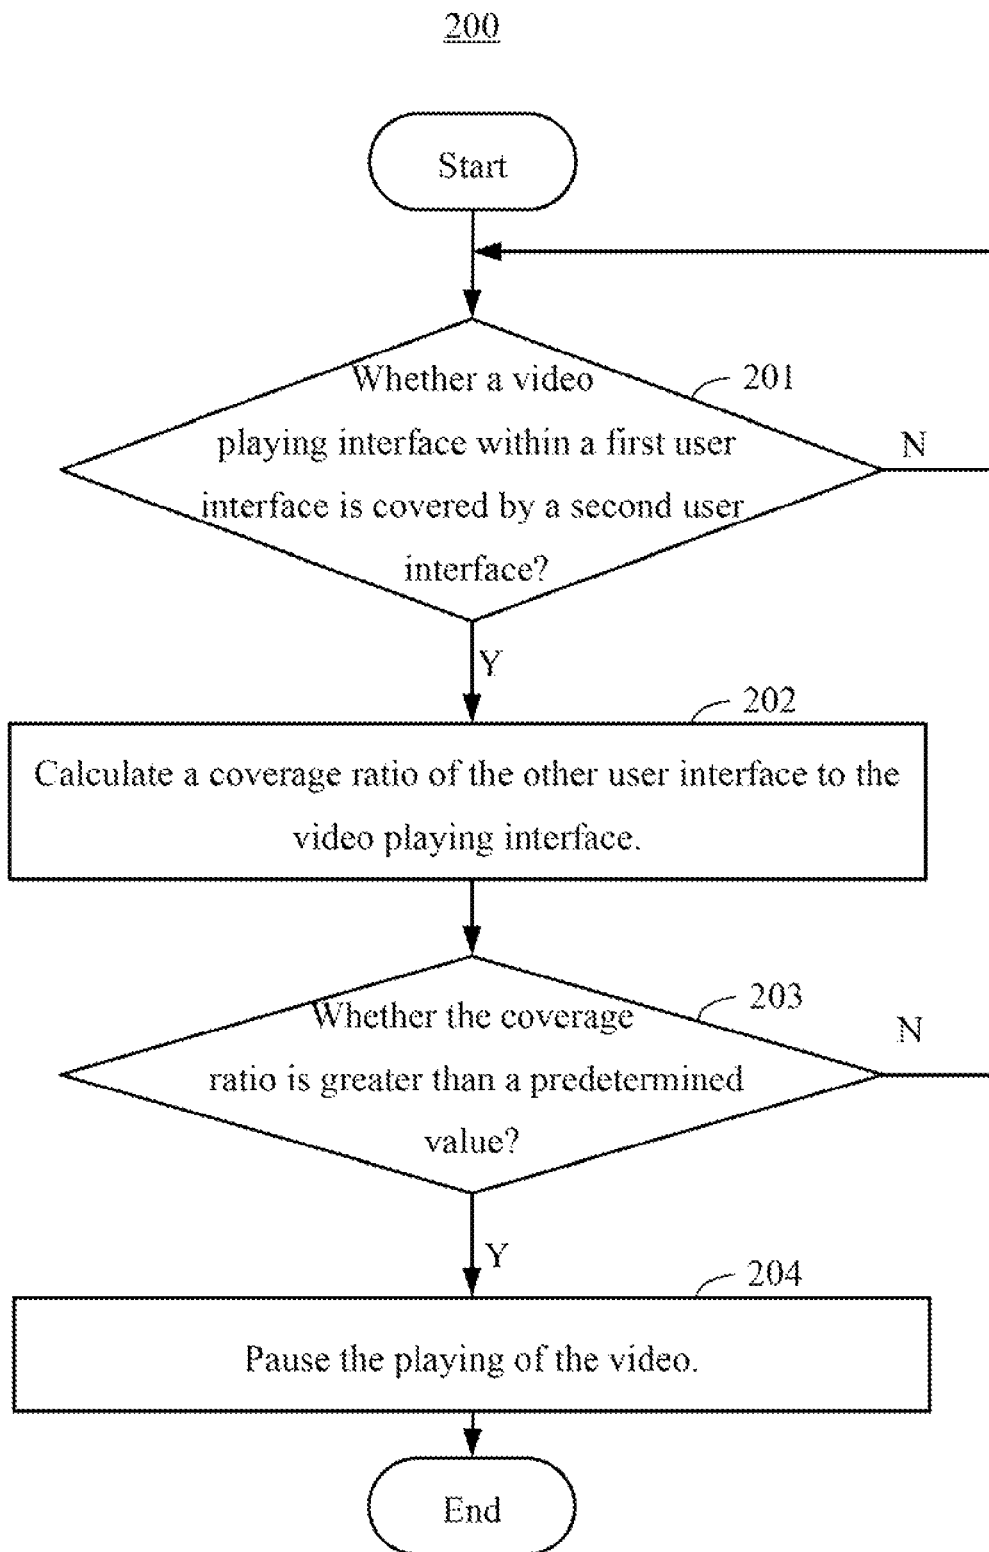 200
Start
Whether a video
201
playing interface within a first user
N
interface is covered by a second user
interface?
Y
202
Calculate a coverage ratio of the other user interface to the
video playing interface.
203
Whether the coverage
N
ratio is greater than a predetermined
value?
Y
204
Pause the playing of the video.
End